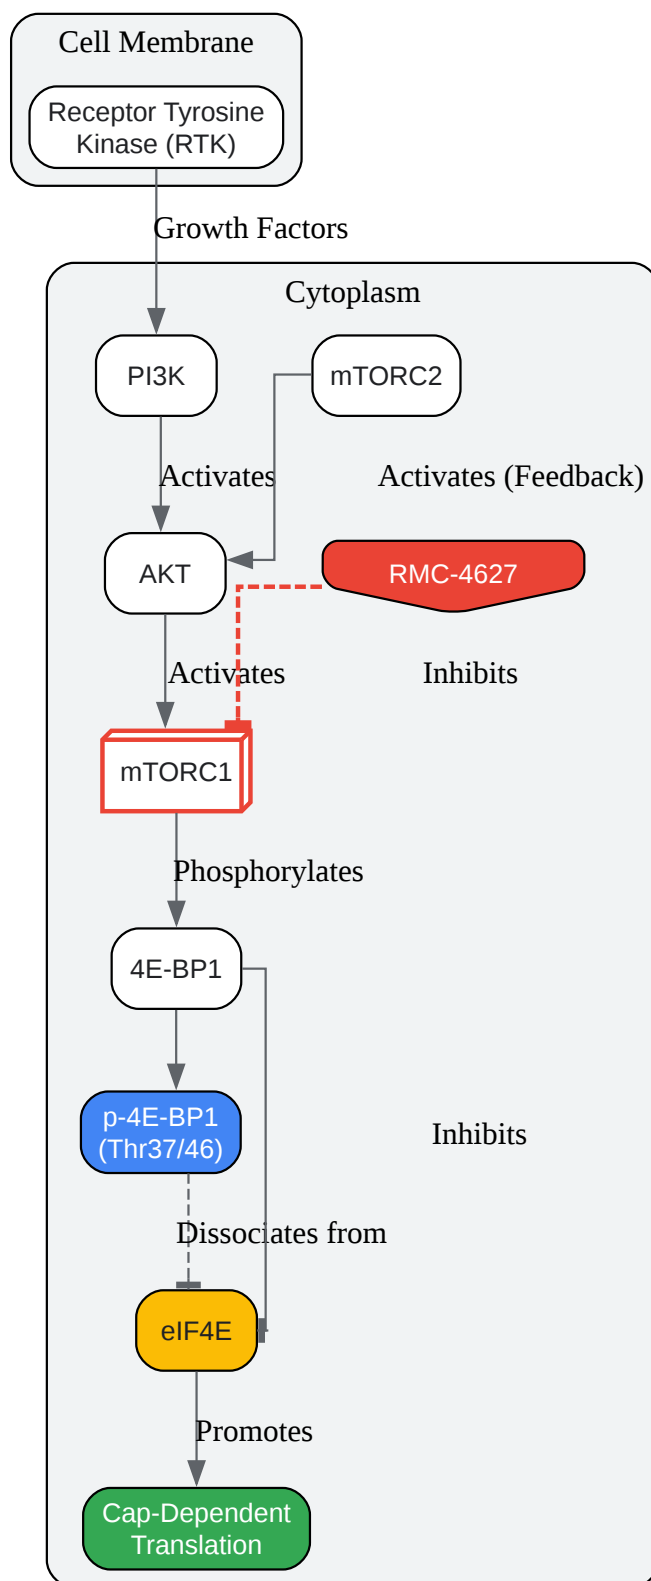 Cell Membrane
Receptor Tyrosine
Kinase (RTK)
Growth Factors
Cytoplasm
PI3K
mTORC2
Activates
Activates (Feedback)
AKT
RMC-4627
Activates
Inhibits
mTORC1
Phosphorylates
4E-BP1
p-4E-BP1
(Thr37/46)
Inhibits
Dissociates from
eIF4E
Promotes
Cap-Dependent
Translation